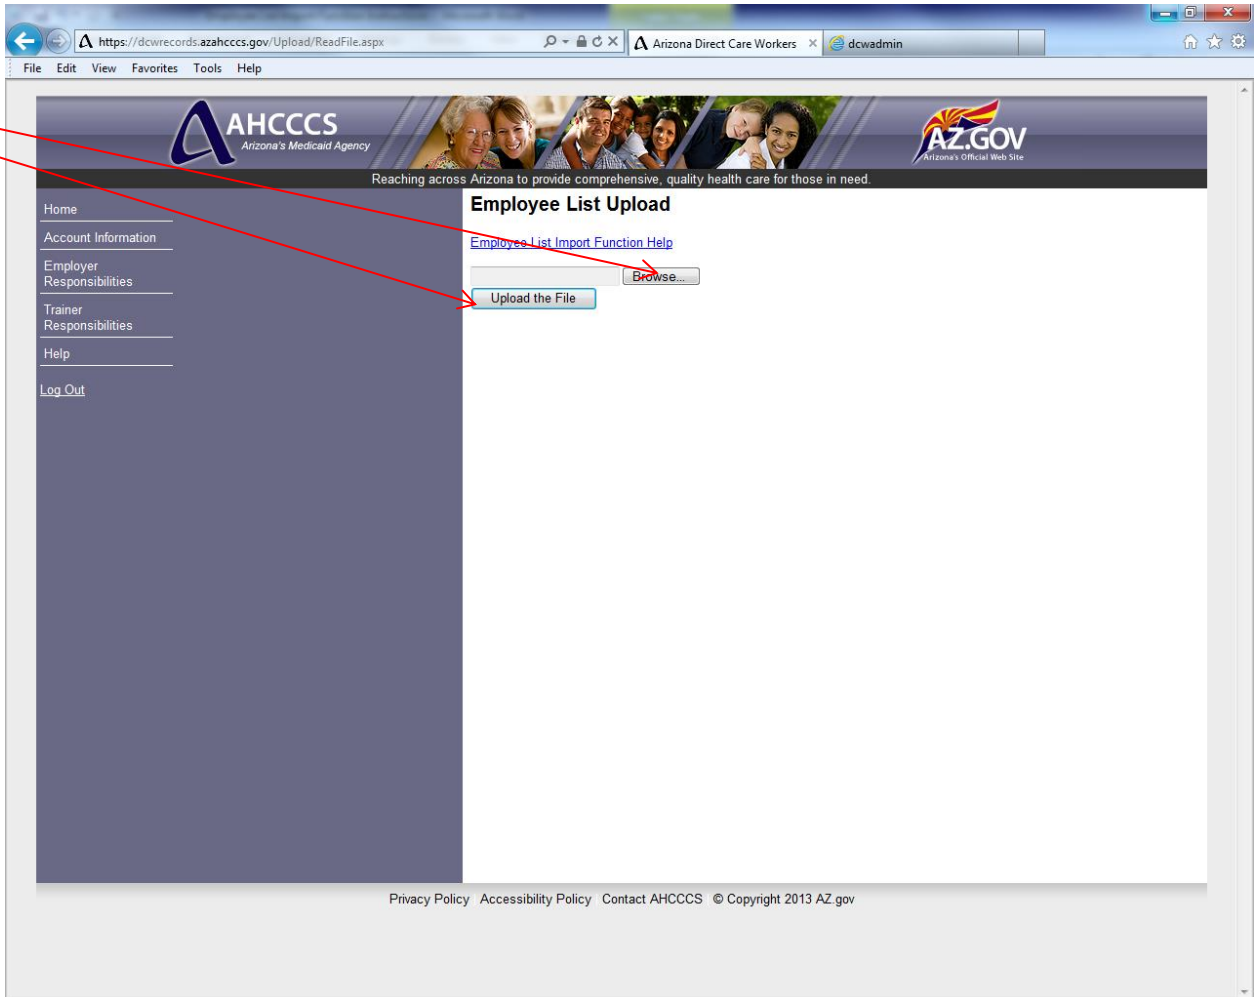 https://dcwrecords.azahcccs.gov/Upload/ReadFile.aspx
Arizona Direct Care Workers
dcwadmin
File Edit View Favorites Tools Help
AHCCCS
Arizona's Medicaid Agency
AZ.GOV
Arizona's Official Web Site
Reaching across Arizona to provide comprehensive, quality health care for those in need.
Home
Account Information
Employer
Responsibilities
Trainer
Responsibilities
Help
Log Out
Employee List Upload
Employee List Import Function Help
Browse...
Upload the File
Privacy Policy Accessibility Policy Contact AHCCCS © Copyright 2013 AZ.gov